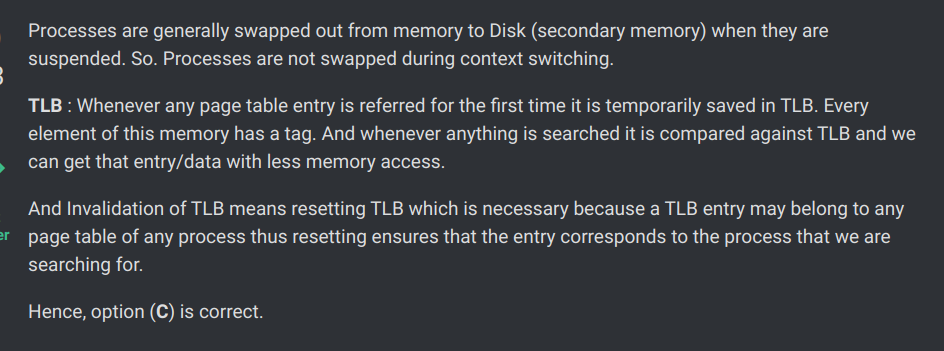 Processes are generally swapped out from memory to Disk (secondary memory) when they are
suspended. So. Processes are not swapped during context switching.
TLB : Whenever any page table entry is referred for the first time it is temporarily saved in TLB. Every
element of this memory has a tag. And whenever anything is searched it is compared against TLB and we
can get that entry/data with less memory access.
And Invalidation of TLB means resetting TLB which is necessary because a TLB entry may belong to any
er page table of any process thus resetting ensures that the entry corresponds to the process that we are
searching for.
Hence, option (C) is correct.